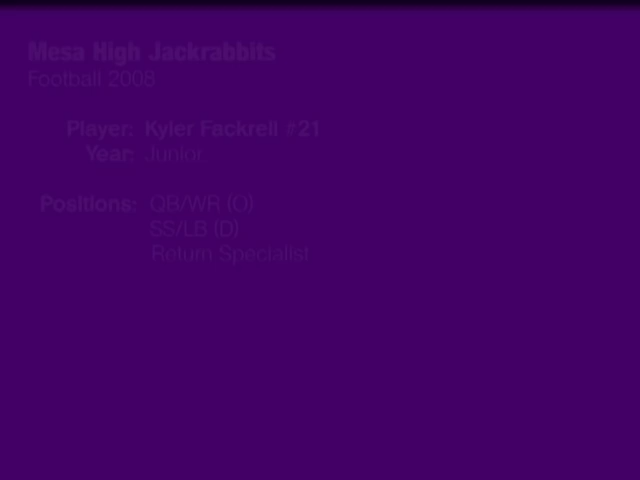 Mesa High Jackrabbits
Football 2008
Player: Kyler Fackrell #21
Year: Junior
Positions: QB/WR (O)
SS/LB (D)
Return Specialist